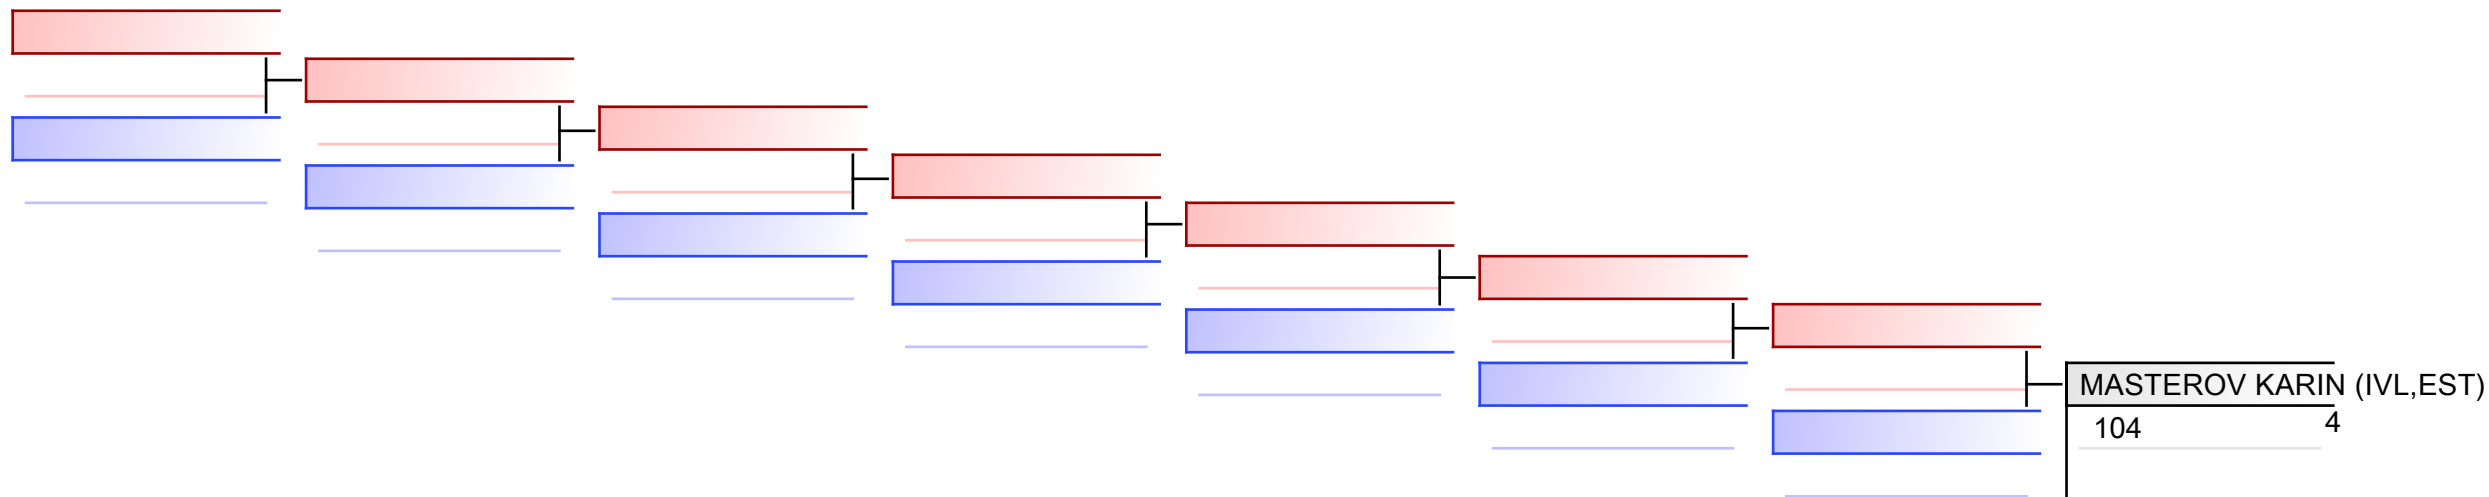 MASTEROV KARIN (IVL,EST)
104 4